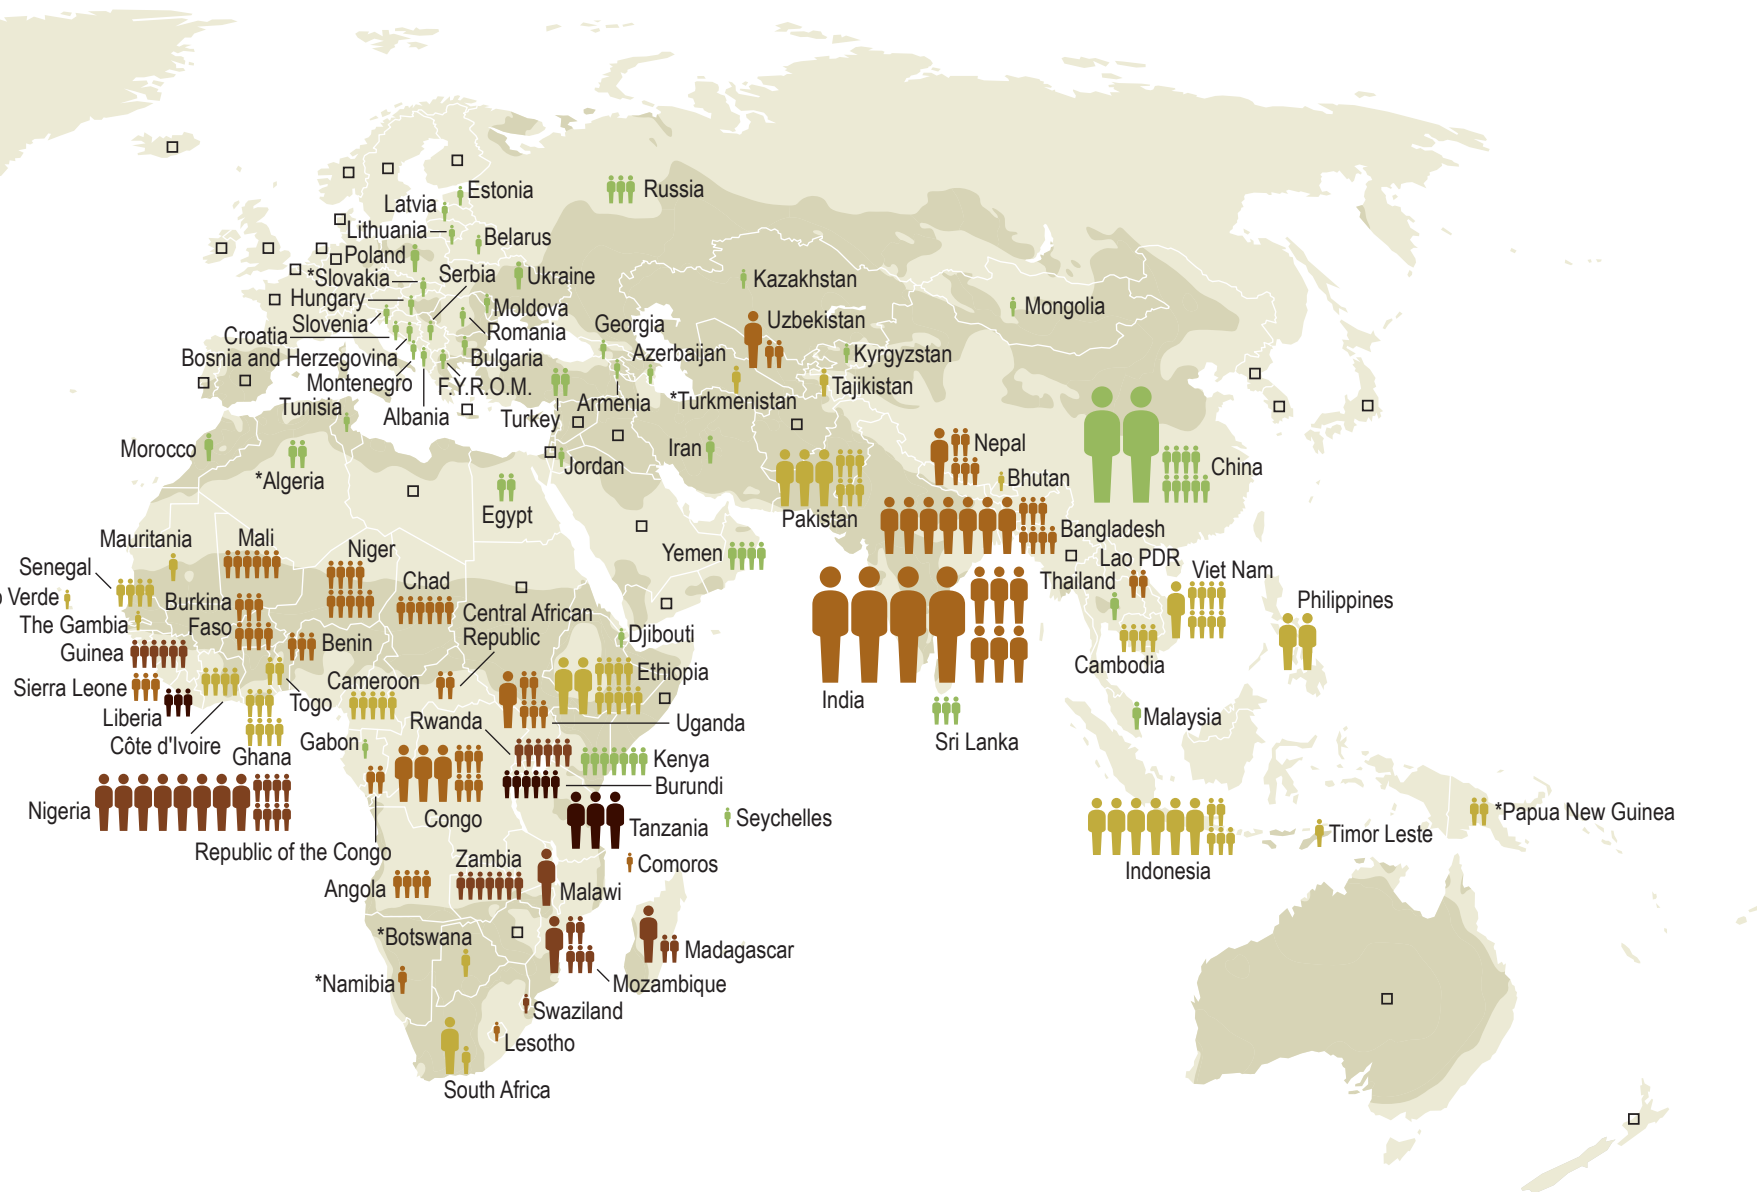 Estonia
Russia
Latvia
Lithuania
Belarus
Poland
*Slovakia
Serbia
Ukraine
Kazakhstan
Hungary
Moldova
Mongolia
Slovenia
Romania
Georgia
Uzbekistan
Croatia
Bosnia and Herzegovina
Bulgaria
Azerbaijan
Kyrgyzstan
Montenegro
F.Y.R.O.M.
Tajikistan
Tunisia
Albania
Turkey
Armenia
*Turkmenistan
Morocco
Iran
Nepal
*Algeria
Jordan
China
Bhutan
Egypt
Pakistan
Bangladesh
Mauritania
Mali
Niger
Yemen
Lao PDR
Senegal
Chad
Thailand
Viet Nam
Verde
Burkina
Faso
Central African
Republic
Philippines
The Gambia
Djibouti
Guinea
Benin
Cambodia
Sierra Leone
Cameroon
Ethiopia
India
Liberia
Togo
Rwanda
Uganda
Malaysia
Côte d'Ivoire
Gabon
Sri Lanka
Ghana
Kenya
Burundi
Nigeria
Congo
Tanzania
Seychelles
*Papua New Guinea
Timor Leste
Republic of the Congo
Zambia
Comoros
Indonesia
Angola
Malawi
*Botswana
Madagascar
*Namibia
Mozambique
Swaziland
Lesotho
South Africa